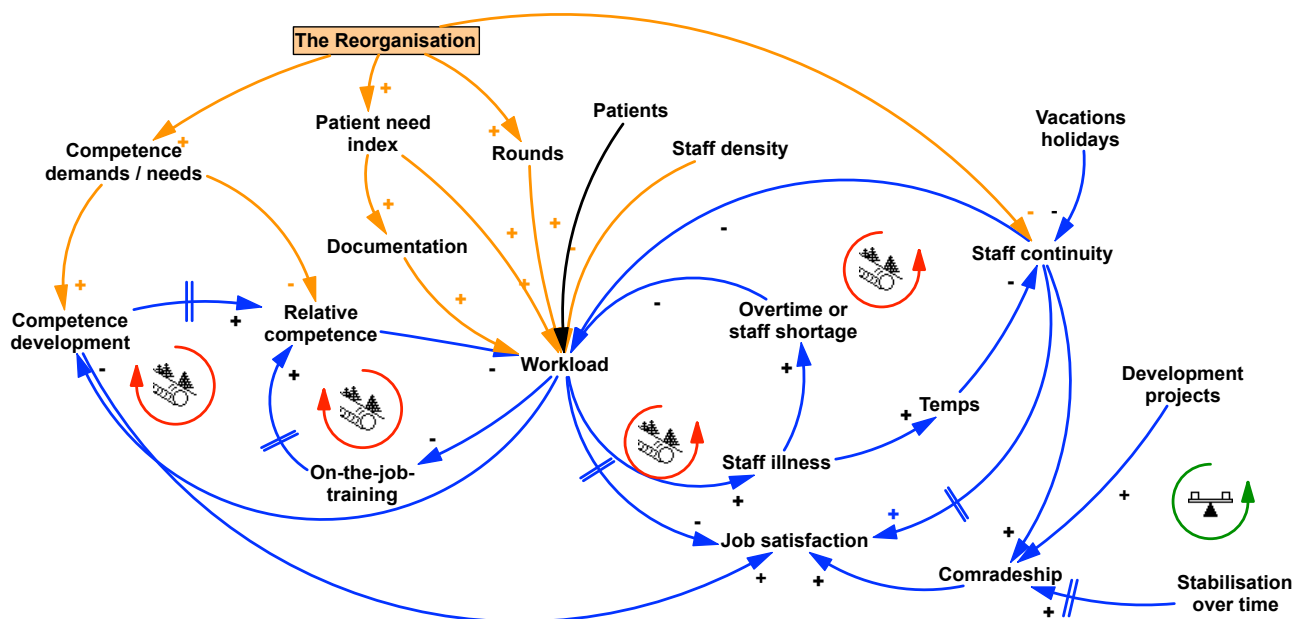 The Reorganisation
Patient need
index
Patients
Rounds
Staff density
Vacations
holidays
Competence
demands / needs
Documentation
Staff continuity
Competence
development
Relative
competence
Overtime or
staff shortage
Workload
Development
projects
Temps
On-the-job-
training
Staff illness
Job satisfaction
Comradeship
Stabilisation
over time
+
+
+
+
+
+
+
+
+
-
-
-
-
-
-
-
-
-
-
-
-
+
+
+
+
+
+
+
+
+
+
+